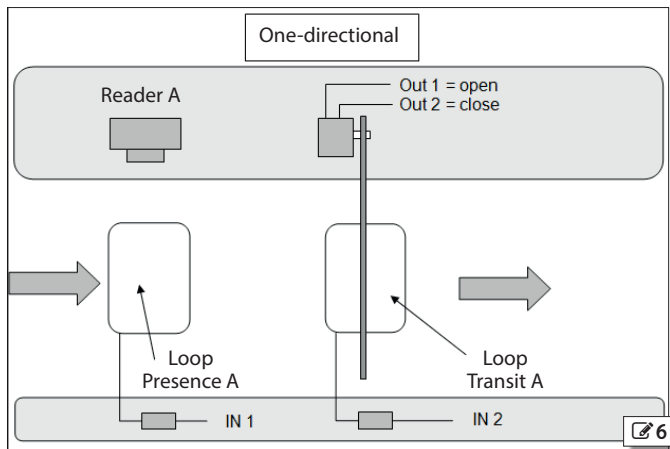 One-directional
Reader A
Out 1 = open
Out 2 = close
Loop
Presence A
Loop
Transit A
IN 1
IN 2
6